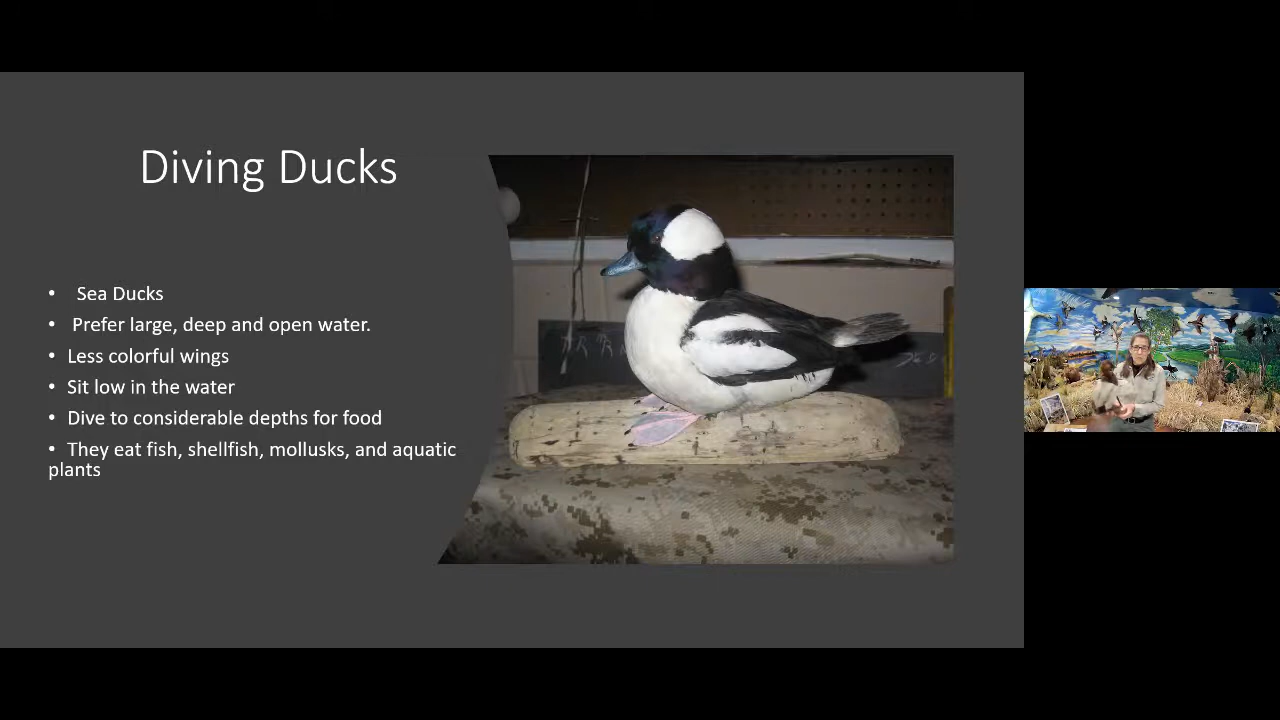 Diving Ducks
• Sea Ducks
• Prefer large, deep and open water.
• Less colorful wings
• Sit low in the water
• Dive to considerable depths for food
• They eat fish, shellfish, mollusks, and aquatic
plants